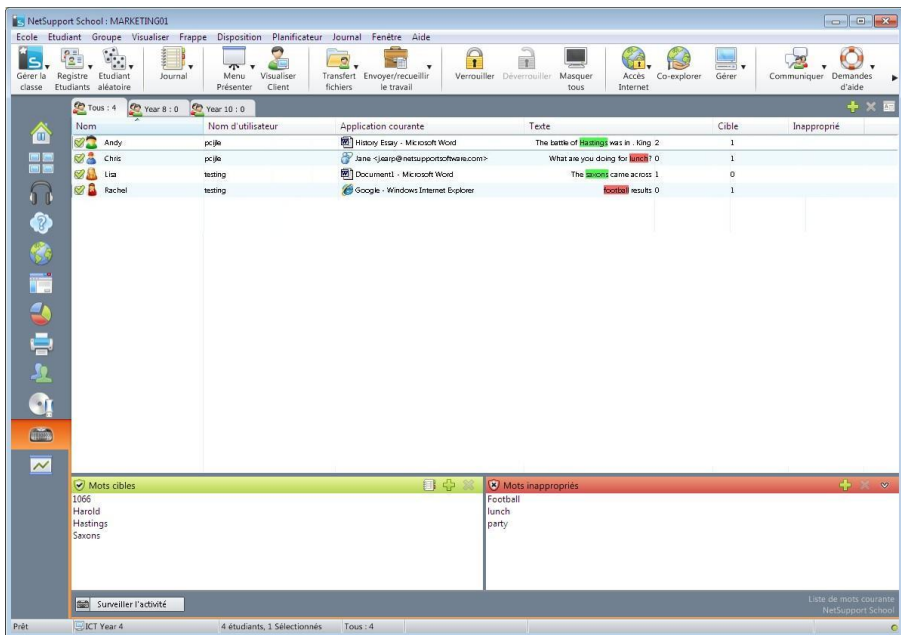 NetSupport School : MARKETING01
Ecole Etudiant Groupe Visualiser Frappe Disposition Planificateur Journal Fenêtre Aide
Gérer la classe Registre Etudiants Etudiant aléatoire Journal Menu Présenter Visualiser Client Transfert fichiers Envoyer/recueillir le travail Verrouiller Déverrouiller Masquer tous Accès Internet Co-explorer Gérer Communiquer Demandes d'aide
Tous : 4 Year 8 : 0 Year 10 : 0
Nom Nom d'utilisateur Application courante Texte Cible Inapproprié
Andy pcijle History Essay - Microsoft Word The battle of Hastings was in . King 2 1
Chris pcijle Jane <j.earp@netsupportsoftware.com> What are you doing for lunch? 0 1
Lisa testing Document1 - Microsoft Word The saxons came across 1 0
Rachel testing Google - Windows Internet Explorer football results 0 1
Mots cibles
1066
Harold
Hastings
Saxons
Mots inappropriés
Football
lunch
party
Surveiller l'activité
Liste de mots courante
NetSupport School
Prêt ICT Year 4 4 étudiants, 1 Sélectionnés Tous : 4